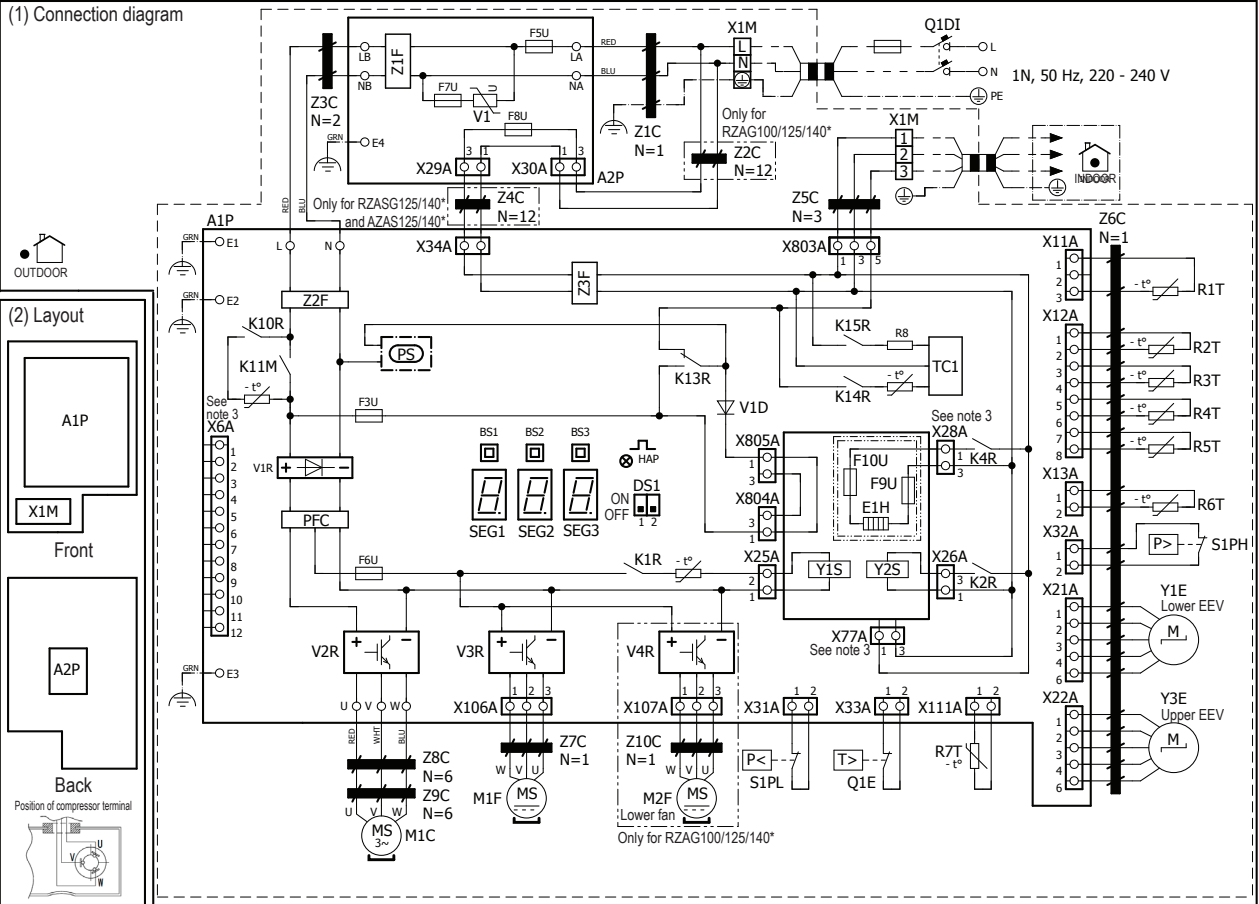 (1) Connection diagram
OUTDOOR
(2) Layout
A1P
X1M
Front
A2P
Back
Position of compressor terminal
U
V
W
Z3C
N=2
LB
NB
Z1F
F5U
LA
NA
F7U
V1
U
F8U
GRN
E4
X29A
3 1
X30A
1 3
A2P
RED
BLU
Z1C
N=1
X1M
L
N
Q1DI
L
N
PE
1N, 50 Hz, 220 - 240 V
Only for
RZAG100/125/140*
Z2C
N=12
X1M
1
2
3
INDOOR
Only for RZASG125/140*
and AZAS125/140*
Z4C
N=12
Z5C
N=3
RED
BLU
A1P
GRN
E1
L
N
X34A
X803A
1 3 5
Z6C
N=1
GRN
E2
Z2F
Z3F
K10R
K11M
- t°
See
note 3
X6A
1
2
3
4
5
6
7
8
9
10
11
12
PS
F3U
K13R
V1D
K15R
R8
TC1
K14R
- t°
V1R
+ -
PFC
F6U
BS1
BS2
BS3
SEG1
SEG2
SEG3
HAP
DS1
ON
OFF
1 2
X805A
1
3
X804A
3
1
F10U
F9U
E1H
See note 3
X28A
1
3
K4R
K1R
- t°
X25A
2
1
Y1S
Y2S
X26A
3
1
K2R
X77A
1 3
See note 3
V2R
+ -
V3R
+ -
V4R
+ -
GRN
E3
U V W
RED
WHT
BLU
X106A
1 2 3
X107A
1 2 3
X31A
1 2
X33A
1 2
X111A
1 2
Z8C
N=6
Z9C
N=6
U V W
MS
3~
M1C
Z7C
N=1
W V U
M1F
MS
Z10C
N=1
W V U
M2F
MS
Lower fan
Only for RZAG100/125/140*
P<
S1PL
T>
Q1E
R7T
- t°
X11A
1
2
3
- t°
R1T
X12A
1
2
3
4
5
6
7
8
- t°
R2T
- t°
R3T
- t°
R4T
- t°
R5T
X13A
1
2
- t°
R6T
X32A
1
2
P>
S1PH
X21A
1
2
3
4
6
Y1E
Lower EEV
M
X22A
1
2
3
4
6
Y3E
Upper EEV
M